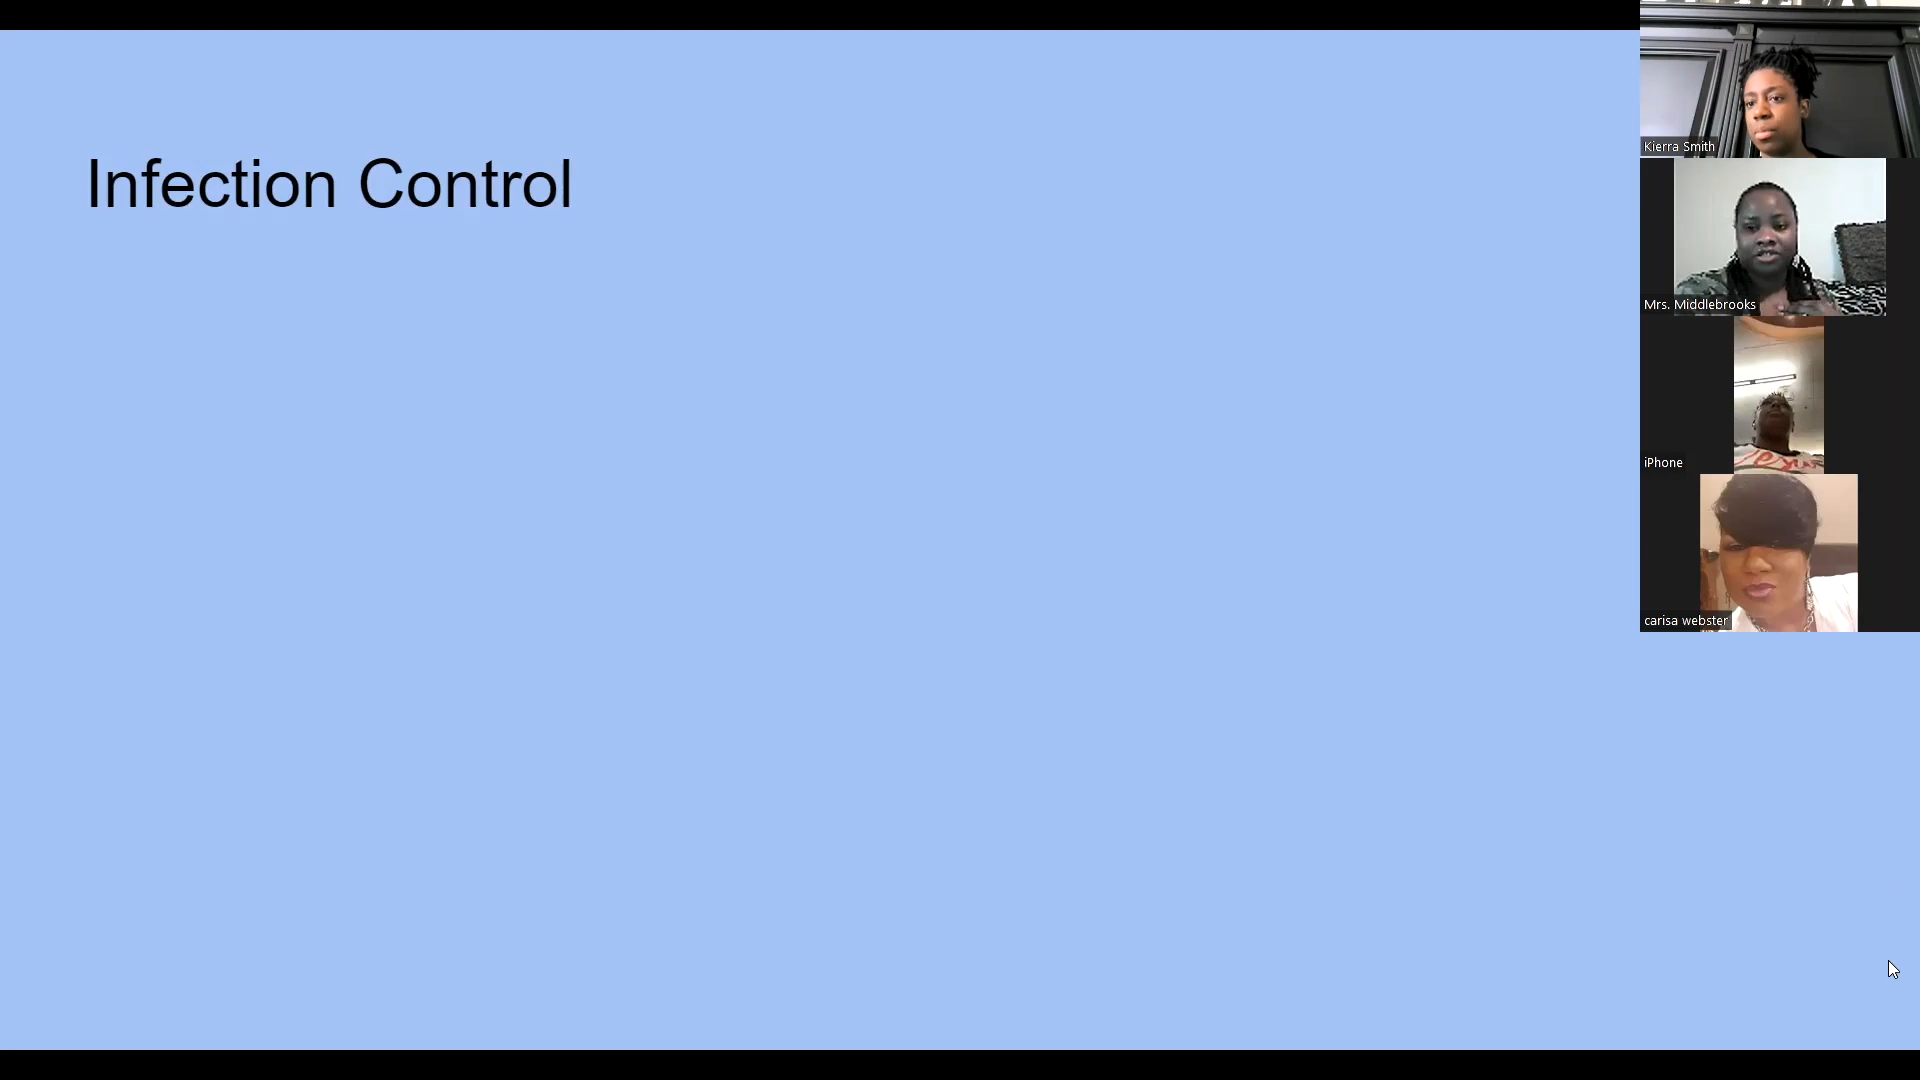 Infection Control
Kierra Smith
Mrs. Middlebrooks
iPhone
carisa webster